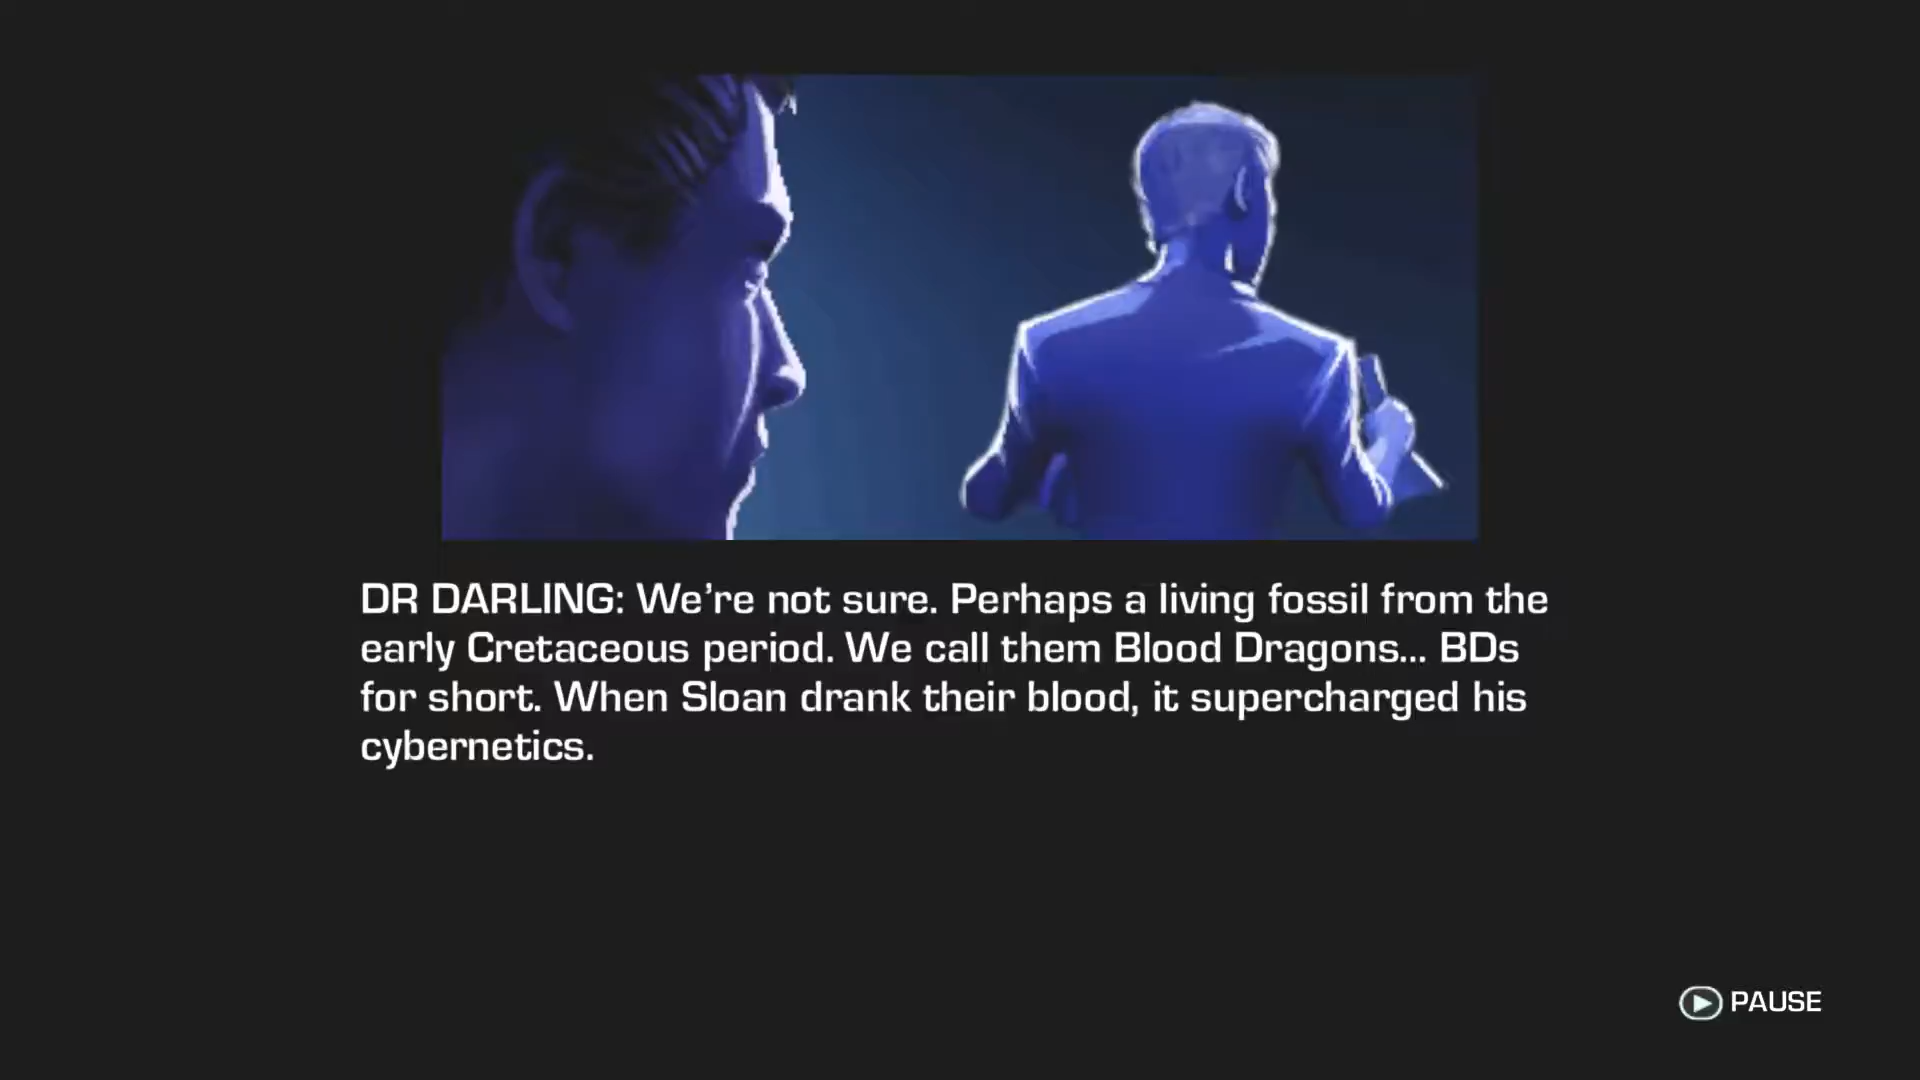 DR DARLING: We're not sure. Perhaps a living fossil from the
early Cretaceous period. We call them Blood Dragons... BDs
for short. When Sloan drank their blood, it supercharged his
cybernetics.
PAUSE